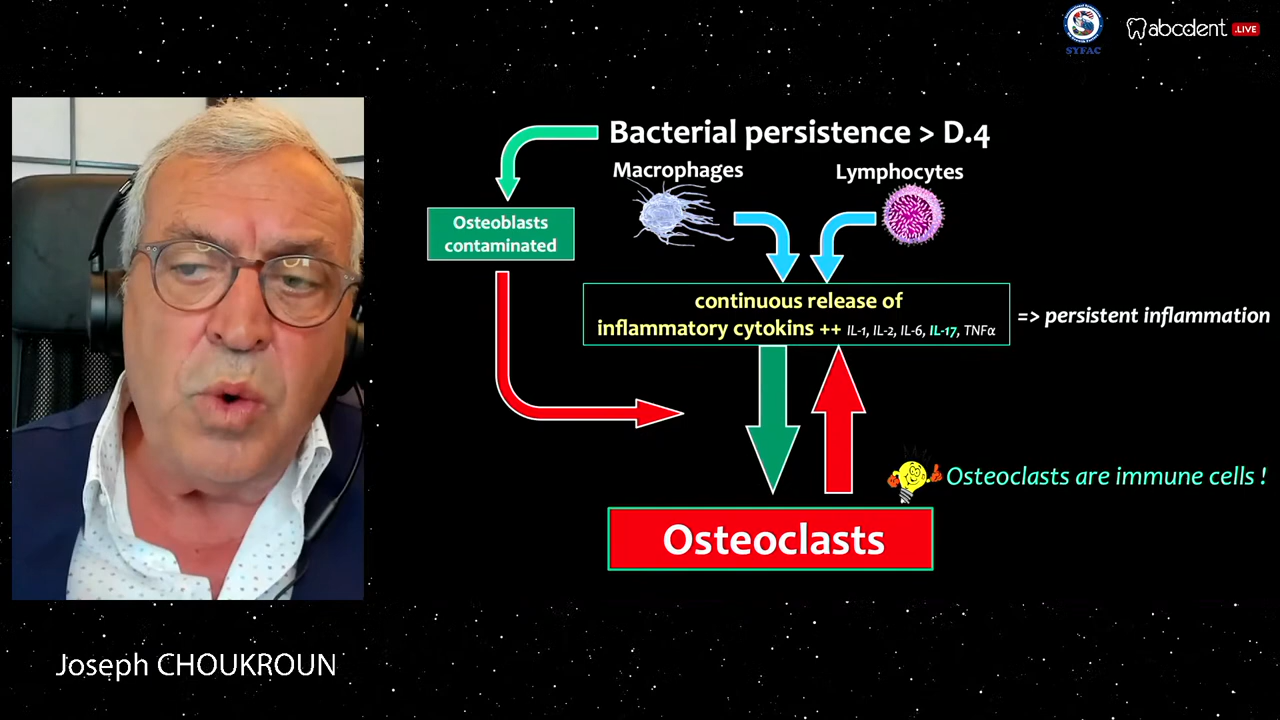 SYFAC
abcdent .LIVE
Bacterial persistence > D.4
Macrophages
Lymphocytes
Osteoblasts
contaminated
continuous release of
inflammatory cytokins ++ IL-1, IL-2, IL-6, IL-17, TNFα
=> persistent inflammation
Osteoclasts are immune cells !
Osteoclasts
Joseph CHOUKROUN